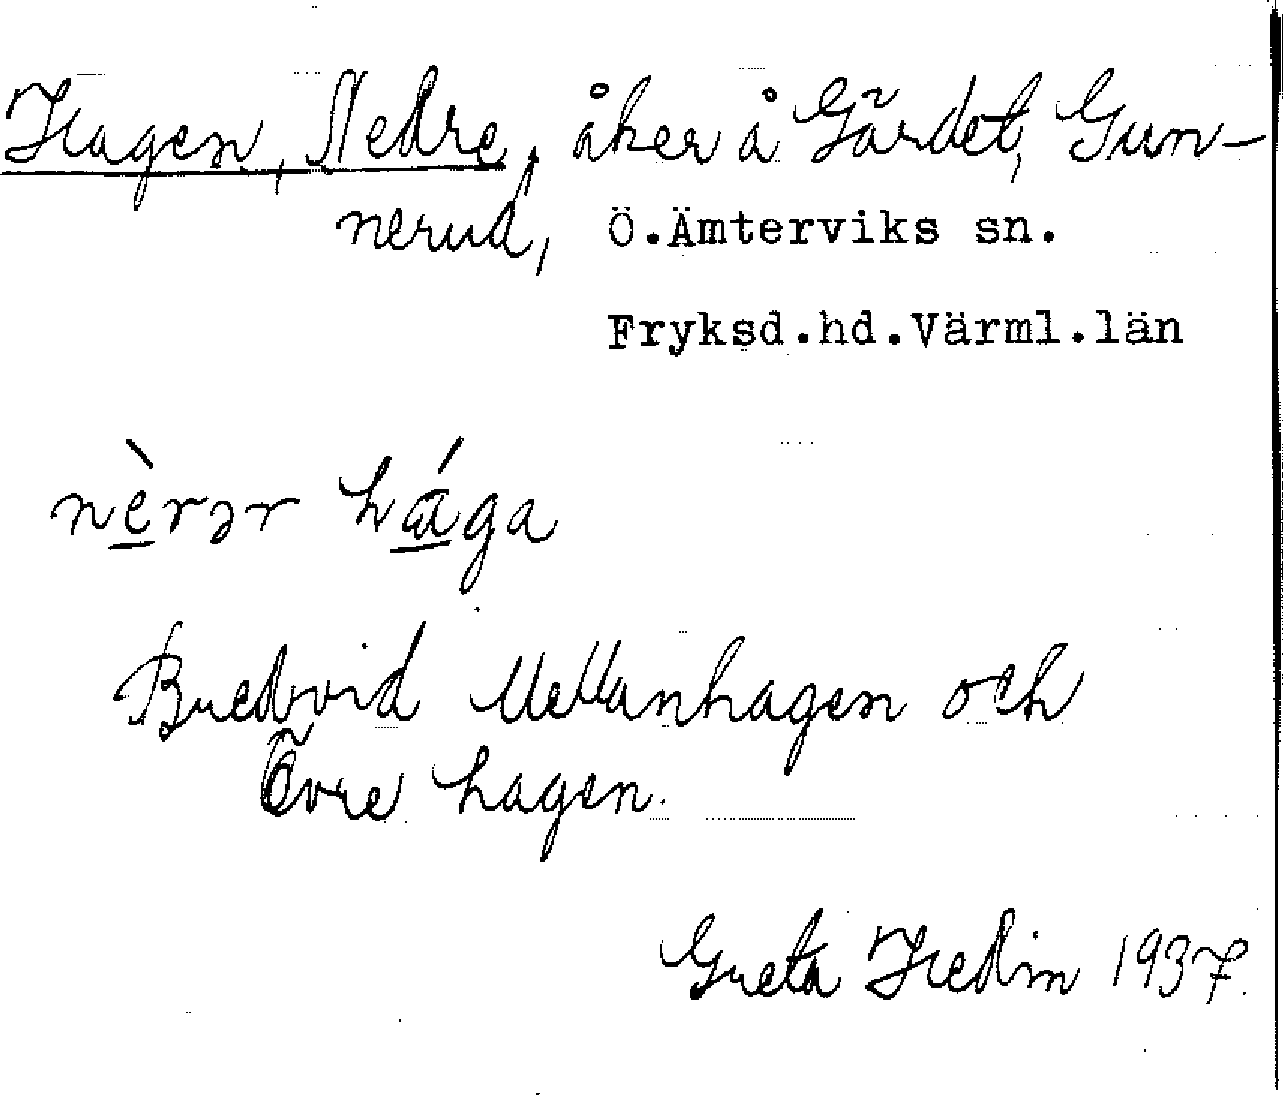 Hagen, Nedre, åker å Gärdet, Gun-
nerud, Ö.Ämterviks sn.
Fryksd.hd.Värml.län
nèrər hága
Bredvid Mellanhagen och
Övre hagen.
Greta Hedin 1937.